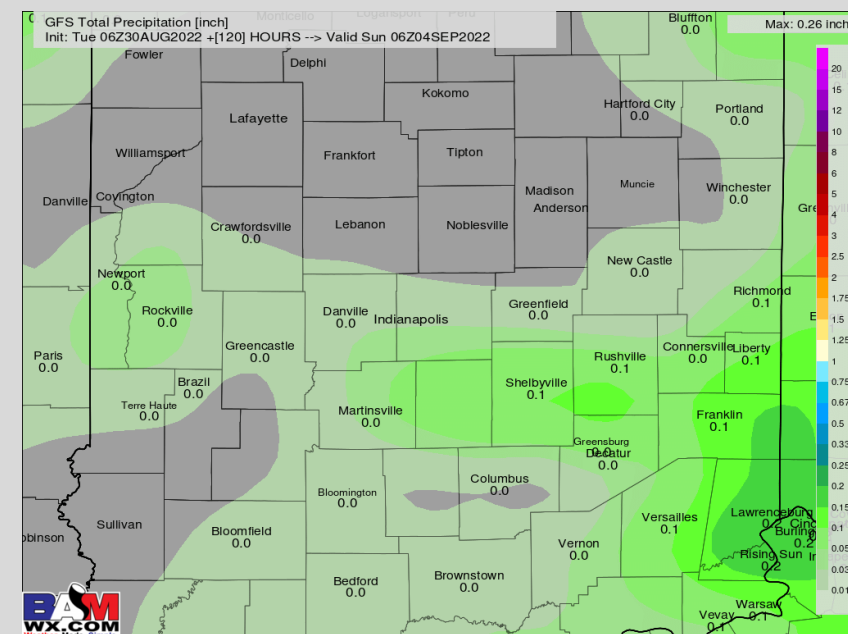 GFS Total Precipitation [inch]
Init: Tue 06Z30AUG2022 +[120] HOURS --> Valid Sun 06Z04SEP2022
Max: 0.26 inch
Bluffton
0.0
Fowler
Delphi
Kokomo
Lafayette
Hartford City
0.0
Portland
0.0
Williamsport
Frankfort
Tipton
Danville
Covington
Madison
Anderson
Muncie
Winchester
0.0
Crawfordsville
0.0
Lebanon
Noblesville
Newport
0.0
New Castle
0.0
Rockville
0.0
Danville
0.0
Indianapolis
Greenfield
0.0
Richmond
0.1
Paris
0.0
Greencastle
0.0
Rushville
0.1
Connersville
0.0
Liberty
0.1
Brazil
0.0
Terre Haute
0.0
Martinsville
0.0
Shelbyville
0.1
Franklin
0.1
Greensburg
Decatur
0.0
Bloomington
0.0
Columbus
0.0
Sullivan
Bloomfield
0.0
Vernon
0.0
Versailles
0.1
Lawrenceburg
0.2
Rising Sun
0.2
Bedford
0.0
Brownstown
0.0
Vevay
0.1
Warsaw
0.1
20
15
12
10
8
6
5
4
3
2.5
2
1.75
1.5
1.25
1
0.75
0.67
0.5
0.33
0.25
0.2
0.15
0.1
0.05
0.03
0.01
BAM
WX.COM